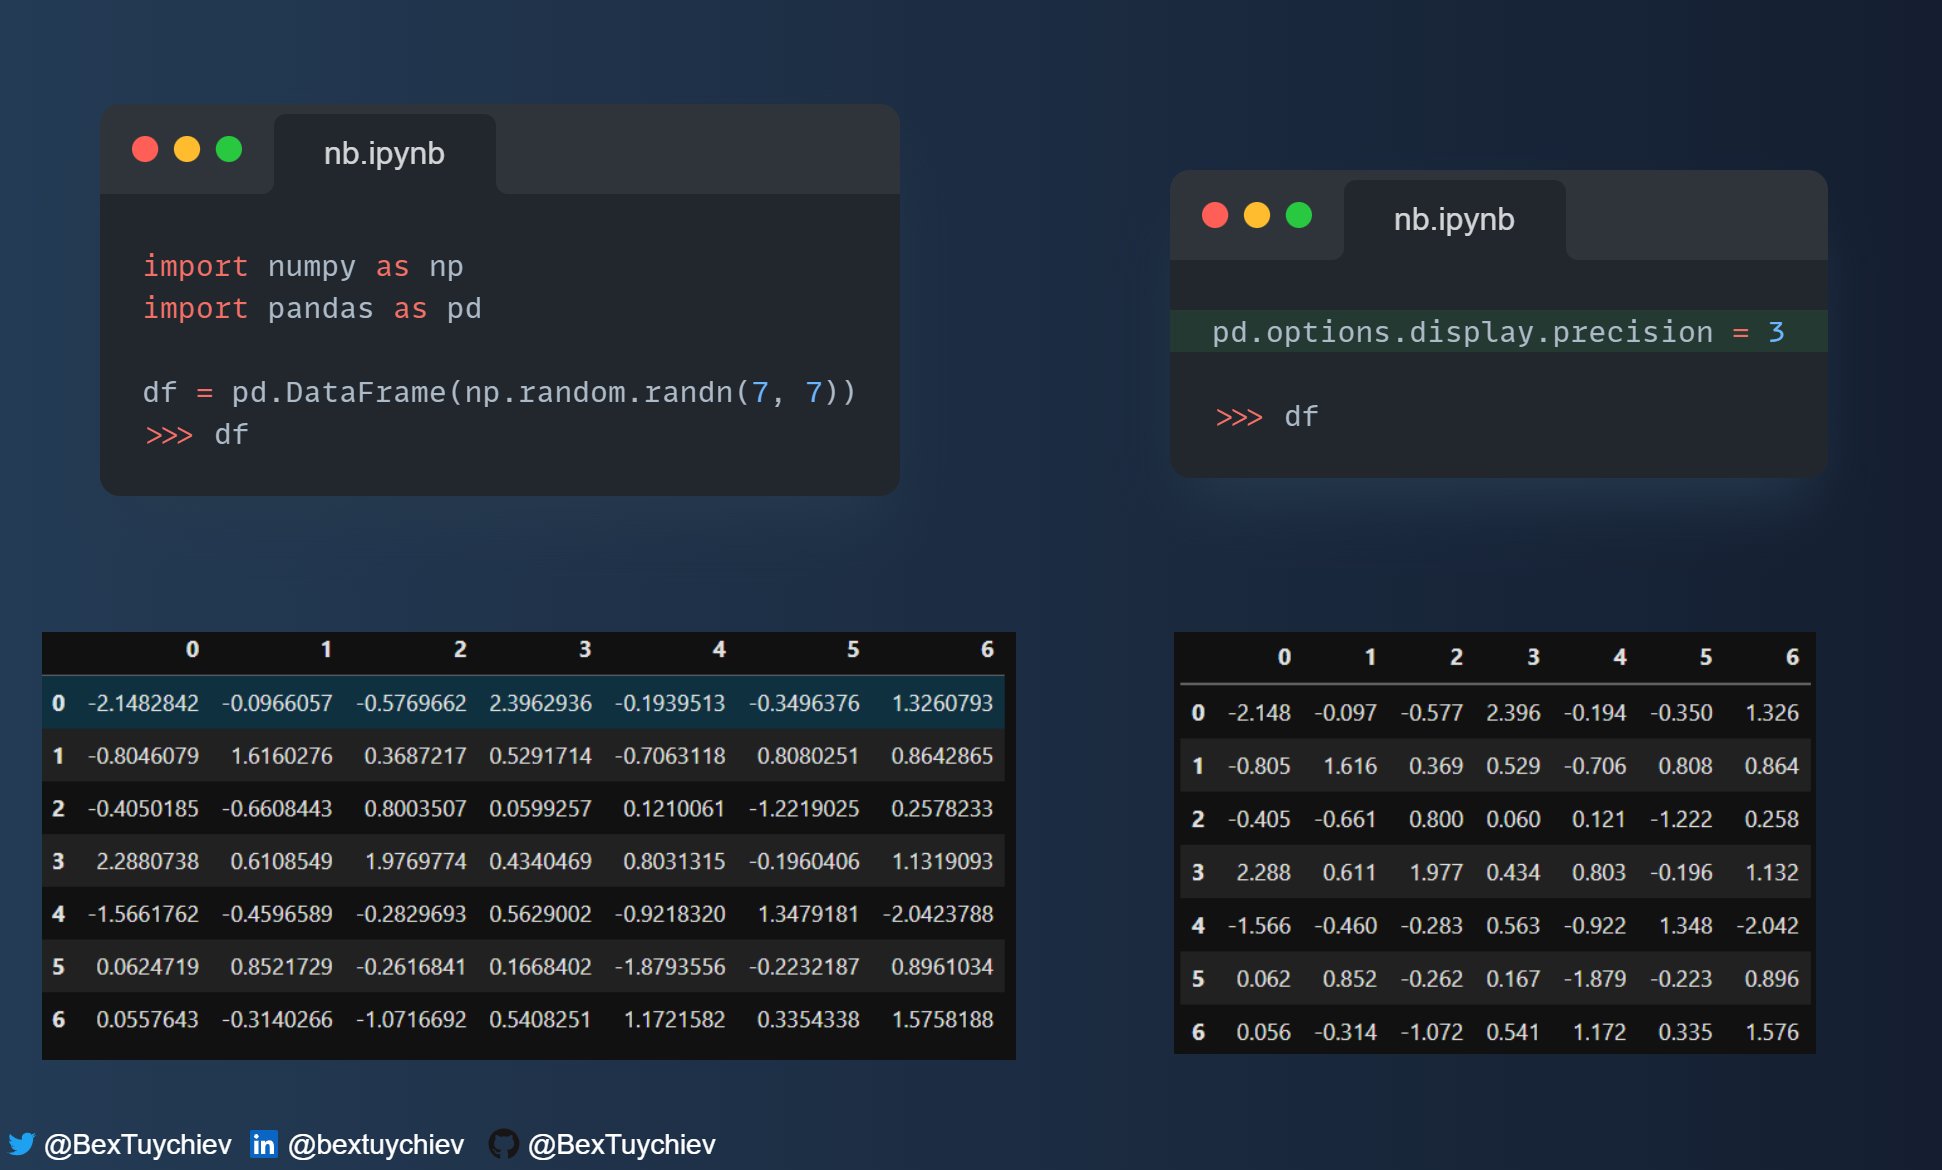 nb.ipynb
import numpy as np
import pandas as pd
df = pd.DataFrame(np.random.randn(7, 7))
>>> df
nb.ipynb
pd.options.display.precision = 3
>>> df
0 1 2 3 4 5 6
0 -2.1482842 -0.0966057 -0.5769662 2.3962936 -0.1939513 -0.3496376 1.3260793
1 -0.8046079 1.6160276 0.3687217 0.5291714 -0.7063118 0.8080251 0.8642865
2 -0.4050185 -0.6608443 0.8003507 0.0599257 0.1210061 -1.2219025 0.2578233
3 2.2880738 0.6108549 1.9769774 0.4340469 0.8031315 -0.1960406 1.1319093
4 -1.5661762 -0.4596589 -0.2829693 0.5629002 -0.9218320 1.3479181 -2.0423788
5 0.0624719 0.8521729 -0.2616841 0.1668402 -1.8793556 -0.2232187 0.8961034
6 0.0557643 -0.3140266 -1.0716692 0.5408251 1.1721582 0.3354338 1.5758188
0 1 2 3 4 5 6
0 -2.148 -0.097 -0.577 2.396 -0.194 -0.350 1.326
1 -0.805 1.616 0.369 0.529 -0.706 0.808 0.864
2 -0.405 -0.661 0.800 0.060 0.121 -1.222 0.258
3 2.288 0.611 1.977 0.434 0.803 -0.196 1.132
4 -1.566 -0.460 -0.283 0.563 -0.922 1.348 -2.042
5 0.062 0.852 -0.262 0.167 -1.879 -0.223 0.896
6 0.056 -0.314 -1.072 0.541 1.172 0.335 1.576
@BexTuychiev in @bextuychiev @BexTuychiev